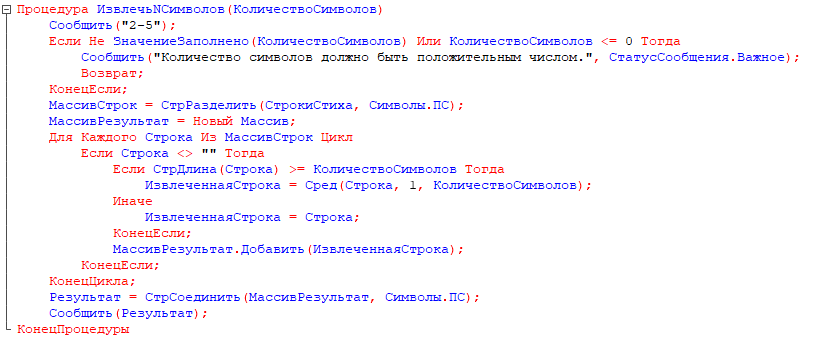 Процедура ИзвлечьNСимволов(КоличествоСимволов)
    Сообщить("2-5");
    Если Не ЗначениеЗаполнено(КоличествоСимволов) Или КоличествоСимволов <= 0 Тогда
        Сообщить("Количество символов должно быть положительным числом.", СтатусСообщения.Важное);
        Возврат;
    КонецЕсли;
    МассивСтрок = СтрРазделить(СтрокиСтиха, Символы.ПС);
    МассивРезультат = Новый Массив;
    Для Каждого Строка Из МассивСтрок Цикл
        Если Строка <> "" Тогда
            Если СтрДлина(Строка) >= КоличествоСимволов Тогда
                ИзвлеченнаяСтрока = Сред(Строка, 1, КоличествоСимволов);
            Иначе
                ИзвлеченнаяСтрока = Строка;
            КонецЕсли;
            МассивРезультат.Добавить(ИзвлеченнаяСтрока);
        КонецЕсли;
    КонецЦикла;
    Результат = СтрСоединить(МассивРезультат, Символы.ПС);
    Сообщить(Результат);
КонецПроцедуры